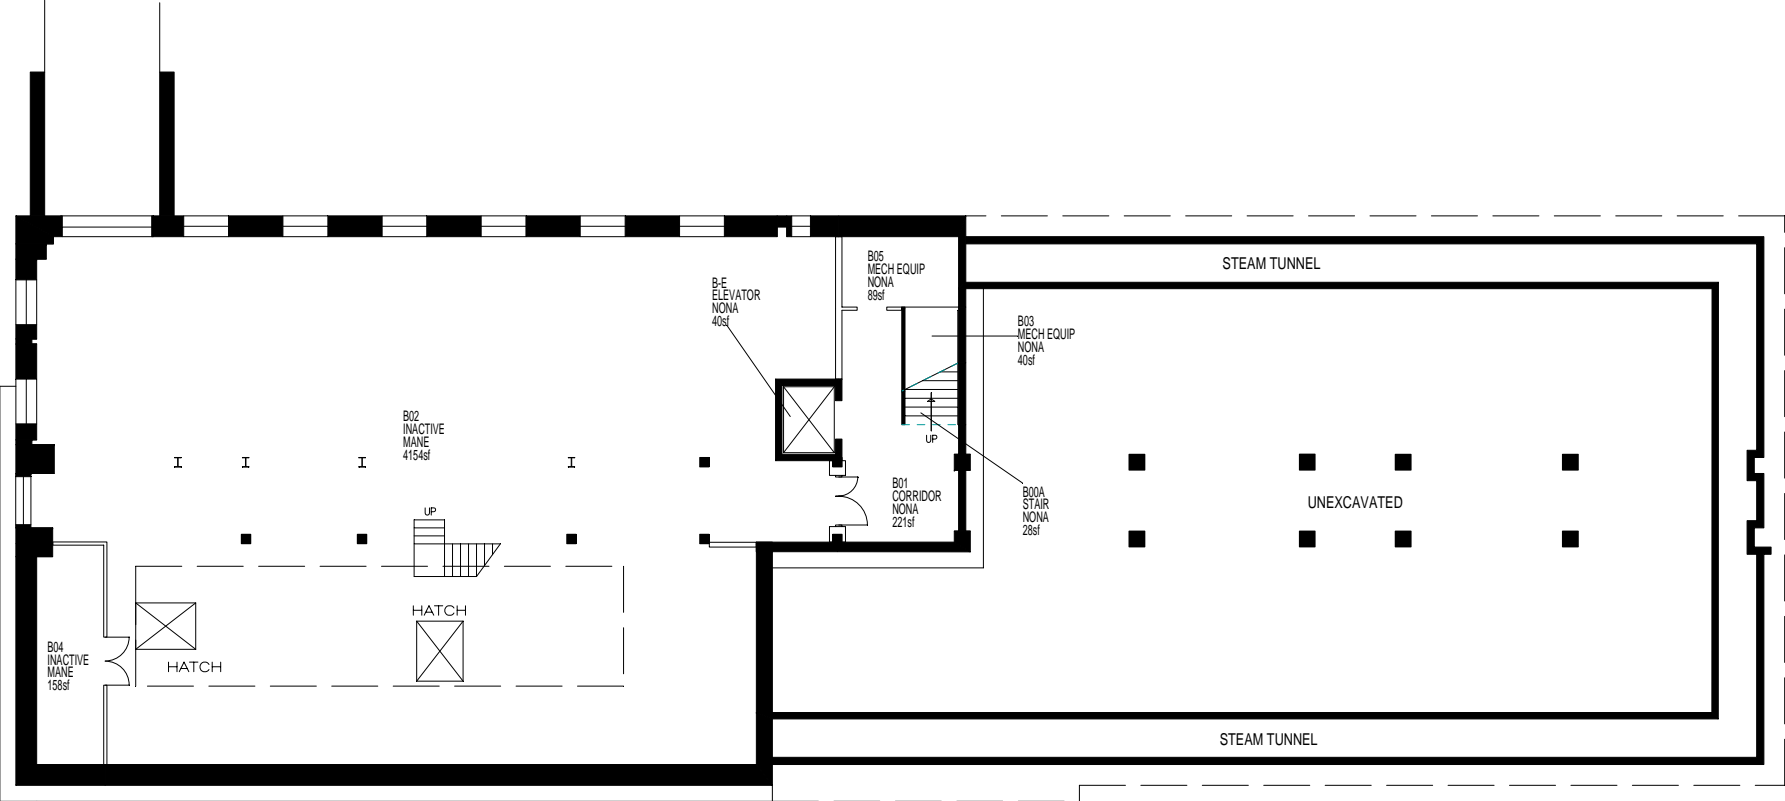 STEAM TUNNEL
B05
MECH EQUIP
NONA
89sf
B-E
ELEVATOR
NONA
40sf
B03
MECH EQUIP
NONA
40sf
B02
INACTIVE
MANE
4154sf
UP
B01
CORRIDOR
NONA
221sf
B00A
STAIR
NONA
28sf
UNEXCAVATED
UP
HATCH
HATCH
B04
INACTIVE
MANE
158sf
STEAM TUNNEL